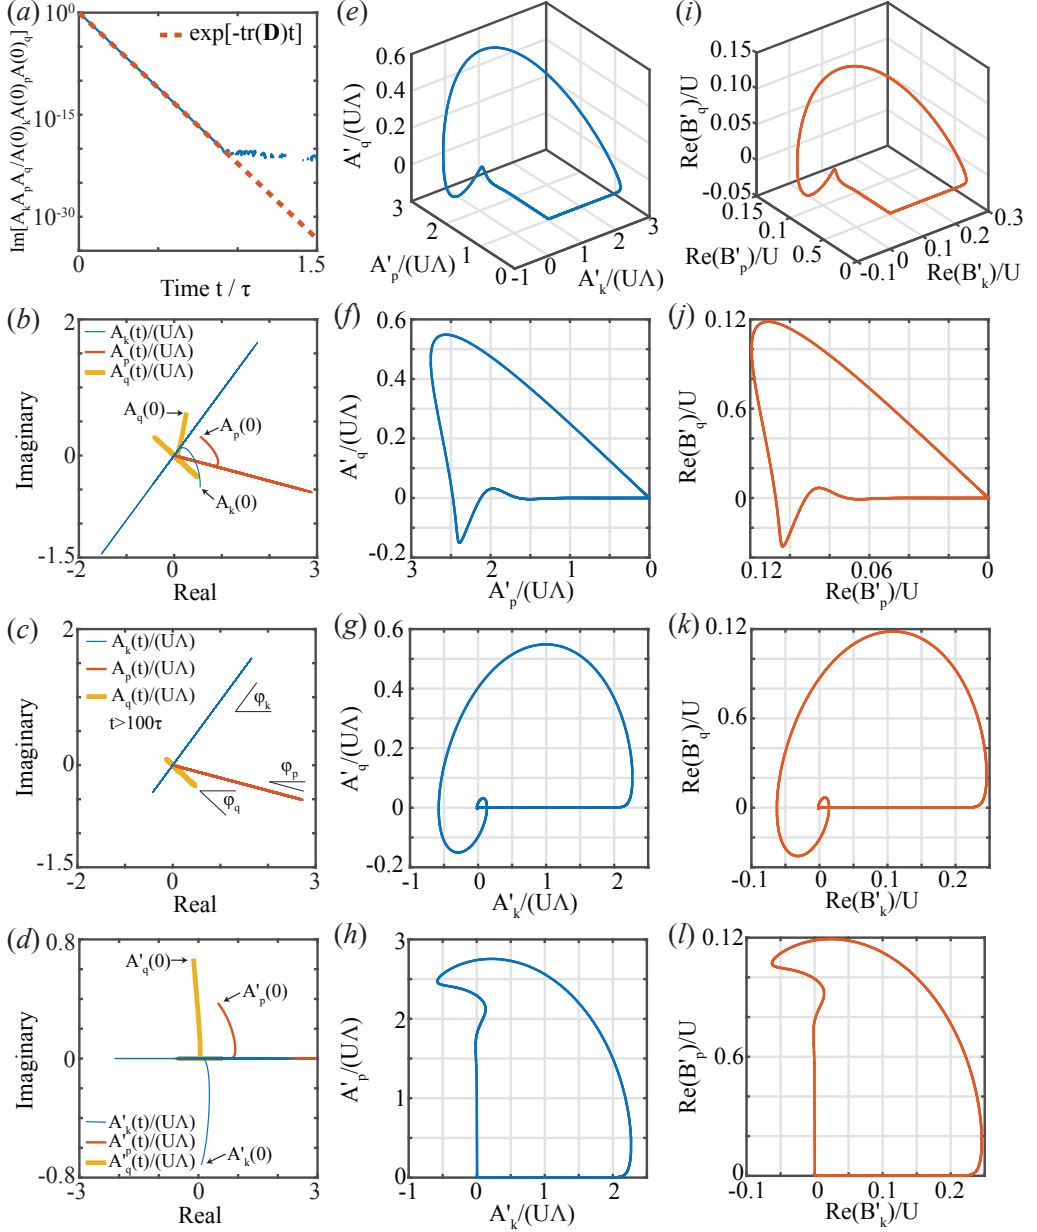 (a)
10⁰
10⁻¹⁵
10⁻³⁰
Im[A_k A_p A_q/A(0)_k A(0)_p A(0)_q]
exp[-tr(D)t]
0
1.5
Time t / τ
(b)
2
0
-1.5
Imaginary
A_k(t)/(UΛ)
A_p(t)/(UΛ)
A_q(t)/(UΛ)
A_q(0)
A_p(0)
A_k(0)
-2
0
3
Real
(c)
2
0
-1.5
Imaginary
A_k(t)/(UΛ)
A_p(t)/(UΛ)
A_q(t)/(UΛ)
t>100τ
φ_k
φ_p
φ_q
-2
0
3
Real
(d)
0.8
0
-0.8
Imaginary
A'_q(0)
A'_p(0)
A'_k(t)/(UΛ)
A'_p(t)/(UΛ)
A'_q(t)/(UΛ)
A'_k(0)
-3
0
3
Real
(e)
0.6
0.4
0.2
0
A'_q/(UΛ)
3
2
1
0
A'_p/(UΛ)
-1
0
1
2
3
A'_k/(UΛ)
(f)
0.6
0.4
0.2
0
-0.2
A'_q/(UΛ)
3
2
1
0
A'_p/(UΛ)
(g)
0.6
0.4
0.2
0
-0.2
A'_q/(UΛ)
-1
0
1
2
A'_k/(UΛ)
(h)
3
2
1
0
A'_p/(UΛ)
-1
0
1
2
A'_k/(UΛ)
(i)
0.15
0.10
0.05
0
-0.05
Re(B'_q)/U
0.15
0.1
0.5
0
Re(B'_p)/U
-0.1
0
0.1
0.2
0.3
Re(B'_k)/U
(j)
0.12
0.6
0
Re(B'_q)/U
0.12
0.06
0
Re(B'_p)/U
(k)
0.12
0.6
0
Re(B'_q)/U
-0.1
0
0.1
0.2
Re(B'_k)/U
(l)
0.12
0.6
0
Re(B'_p)/U
-0.1
0
0.1
0.2
Re(B'_k)/U